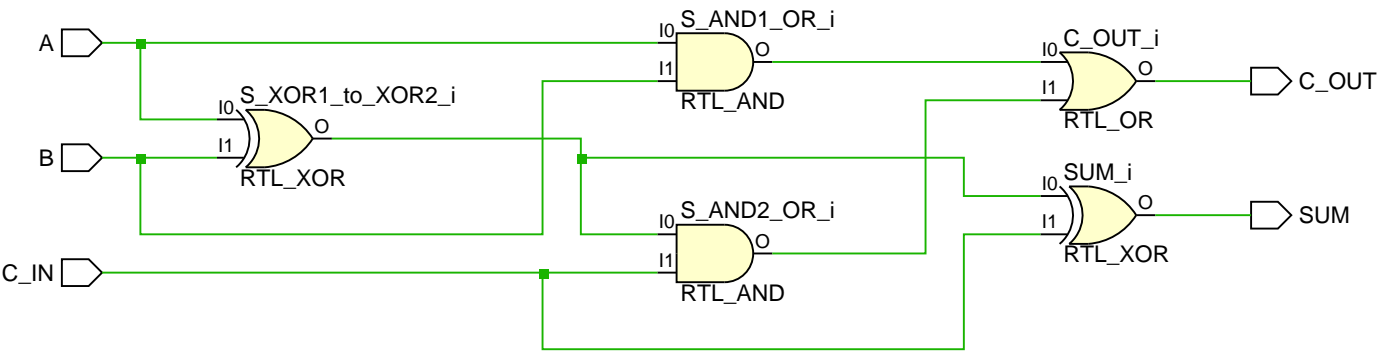 S_AND1_OR_i
A
I0
I1
O
RTL_AND
C_OUT_i
I0
I1
O
RTL_OR
C_OUT
S_XOR1_to_XOR2_i
I0
I1
O
RTL_XOR
B
SUM_i
I0
I1
O
RTL_XOR
SUM
S_AND2_OR_i
I0
I1
O
RTL_AND
C_IN